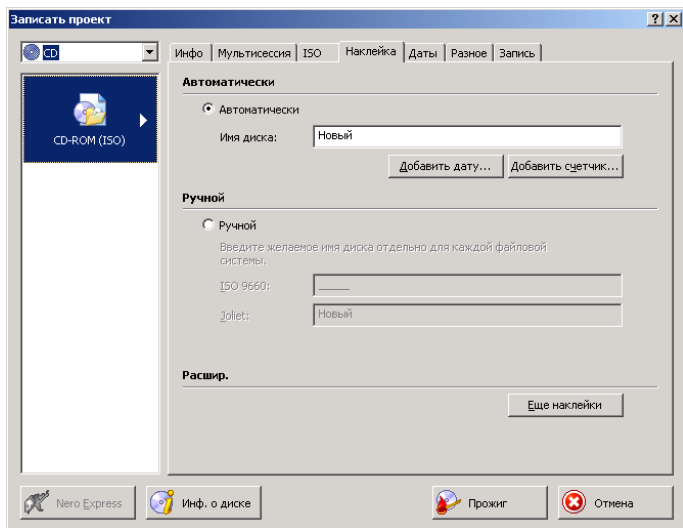 Записать проект
CD
Инфо Мультисессия ISO Наклейка Даты Разное Запись
CD-ROM (ISO)
Автоматически
Автоматически
Имя диска: Новый
Добавить дату... Добавить счетчик...
Ручной
Ручной
Введите желаемое имя диска отдельно для каждой файловой
системы.
ISO 9660: _____
Joliet: Новый
Расшир.
Еще наклейки
Nero Express Инф. о диске Прожиг Отмена